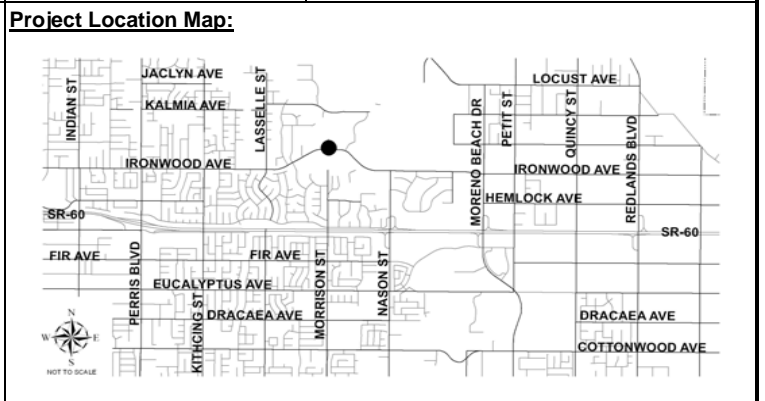 Project Location Map:
JACLYN AVE
LOCUST AVE
KALMIA AVE
INDIAN ST
LASSELLE ST
MORENO BEACH DR
PETIT ST
QUINCY ST
REDLANDS BLVD
IRONWOOD AVE
IRONWOOD AVE
HEMLOCK AVE
SR-60
SR-60
FIR AVE
FIR AVE
PERRIS BLVD
EUCALYPTUS AVE
MORRISON ST
NASON ST
KITHCING ST
DRACAEA AVE
DRACAEA AVE
COTTONWOOD AVE
N
W E
S
NOT TO SCALE